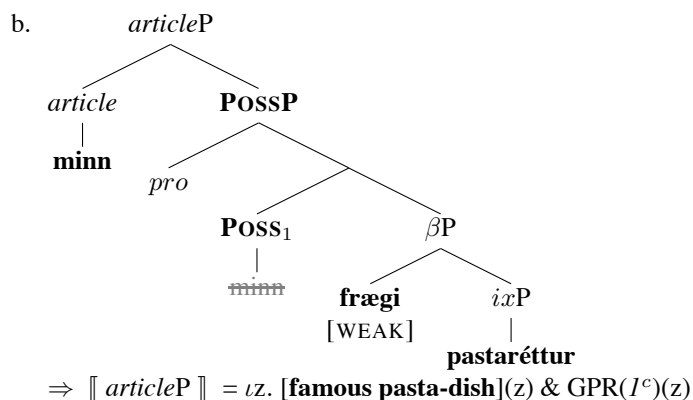 b. articleP
article PossP
minn
pro
Poss₁ βP
minn
frægi ixP
[WEAK]
pastaréttur
⇒ ⟦ articleP ⟧ = ιz. [famous pasta-dish](z) & GPR(1ᶜ)(z)